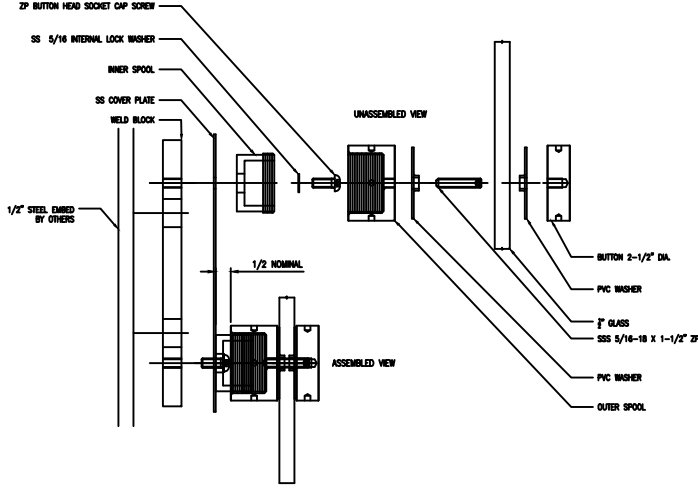 ZP BUTTON HEAD SOCKET CAP SCREW
SS 5/16 INTERNAL LOCK WASHER
INNER SPOOL
SS COVER PLATE
WELD BLOCK
UNASSEMBLED VIEW
1/2" STEEL EMBED
BY OTHERS
1/2 NOMINAL
BUTTON 2-1/2" DIA.
PVC WASHER
GLASS
SSS 5/16-18 X 1-1/2" ZP
ASSEMBLED VIEW
PVC WASHER
OUTER SPOOL